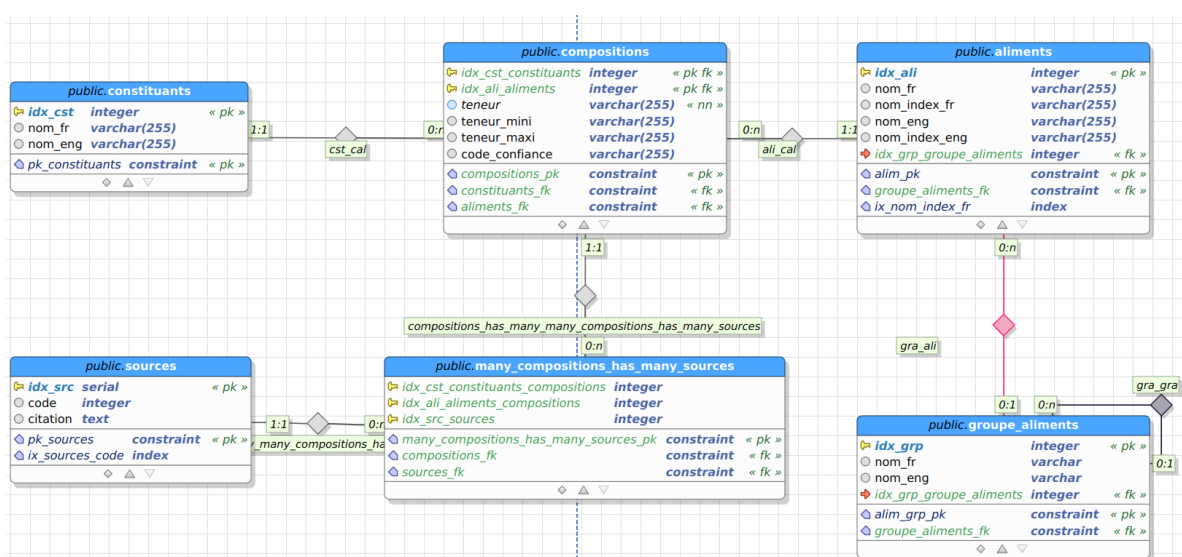 public.constituants
idx_cst integer « pk »
nom_fr varchar(255)
nom_eng varchar(255)
pk_constituants constraint « pk »
1:1
cst_cal
0:n
public.compositions
idx_cst_constituants integer « pk fk »
idx_ali_aliments integer « pk fk »
teneur varchar(255) « nn »
teneur_mini varchar(255)
teneur_maxi varchar(255)
code_confiance varchar(255)
compositions_pk constraint « pk »
constituants_fk constraint « fk »
aliments_fk constraint « fk »
0:n
ali_cal
1:1
public.aliments
idx_ali integer « pk »
nom_fr varchar(255)
nom_index_fr varchar(255)
nom_eng varchar(255)
nom_index_eng varchar(255)
idx_grp_groupe_aliments integer « fk »
alim_pk constraint « pk »
groupe_aliments_fk constraint « fk »
ix_nom_index_fr index
1:1
compositions_has_many_many_compositions_has_many_sources
0:n
0:n
gra_ali
0:1
public.sources
idx_src serial « pk »
code integer
citation text
pk_sources constraint « pk »
ix_sources_code index
1:1
_many_compositions_ha
0:n
public.many_compositions_has_many_sources
idx_cst_constituants_compositions integer
idx_ali_aliments_compositions integer
idx_src_sources integer
many_compositions_has_many_sources_pk constraint « pk »
compositions_fk constraint « fk »
sources_fk constraint « fk »
0:n
gra_gra
0:1
public.groupe_aliments
idx_grp integer « pk »
nom_fr varchar
nom_eng varchar
idx_grp_groupe_aliments integer « fk »
alim_grp_pk constraint « pk »
groupe_aliments_fk constraint « fk »